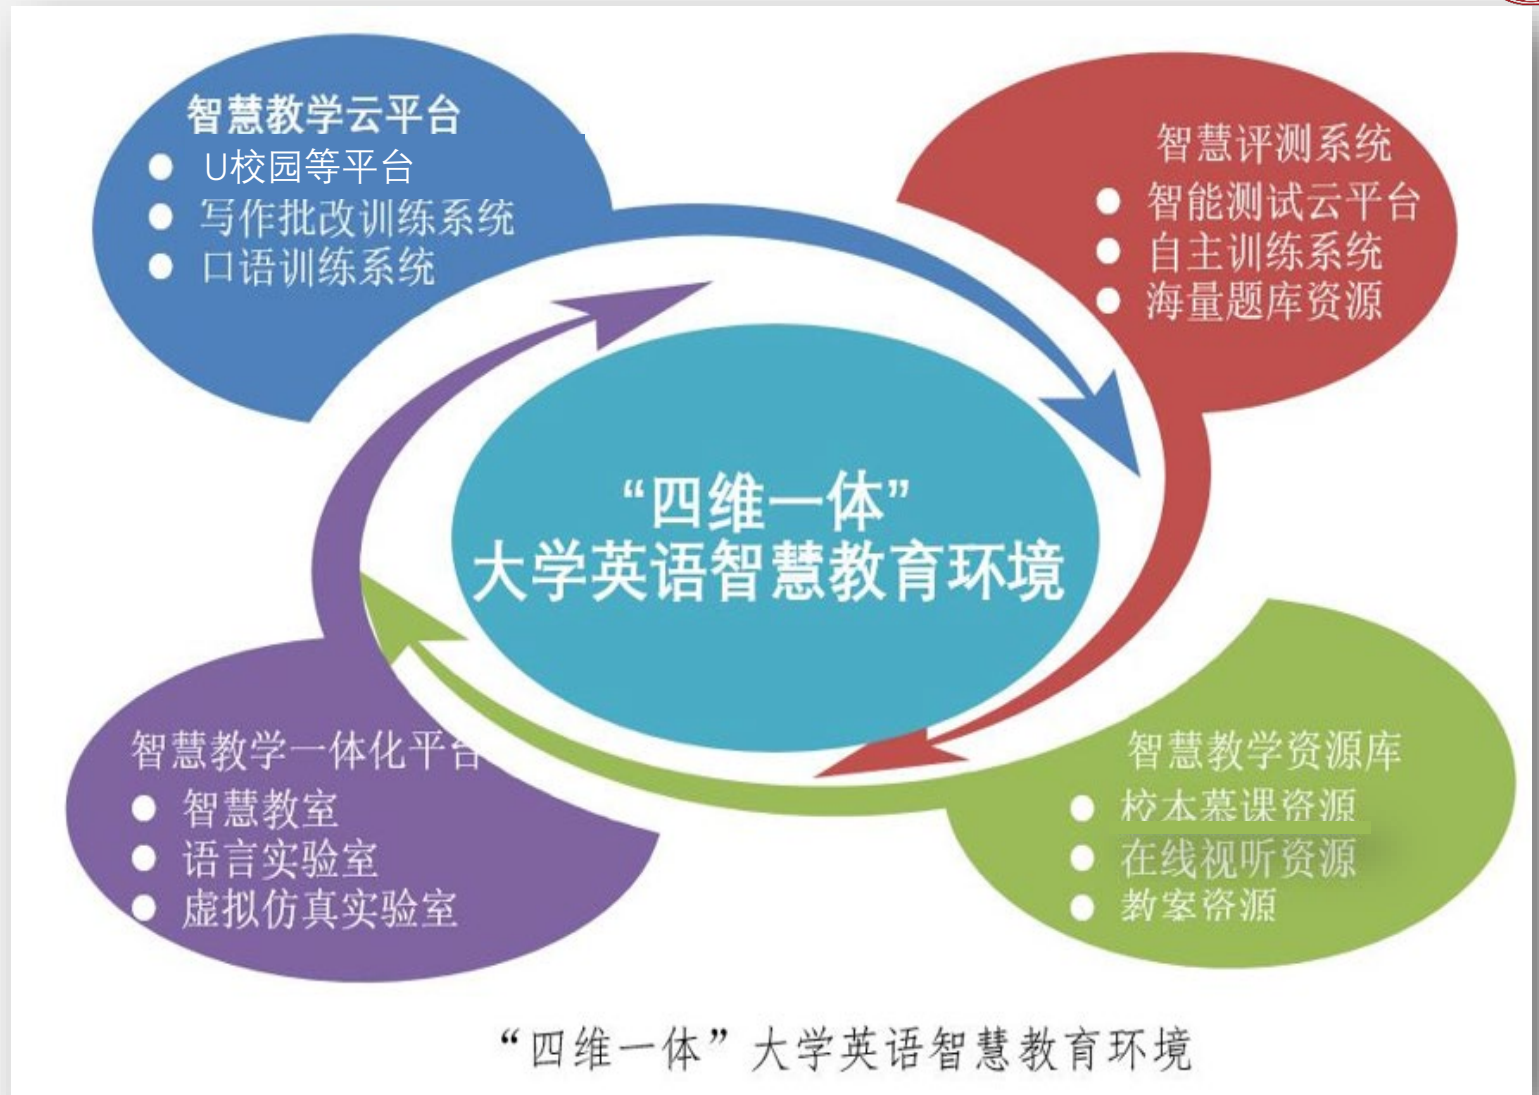 智慧教学云平台
U校园等平台
写作批改训练系统
口语训练系统
智慧评测系统
智能测试云平台
自主训练系统
海量题库资源
“四维一体”
大学英语智慧教育环境
智慧教学一体化平台
智慧教室
语言实验室
虚拟仿真实验室
智慧教学资源库
校本慕课资源
在线视听资源
教案资源
“四维一体”大学英语智慧教育环境